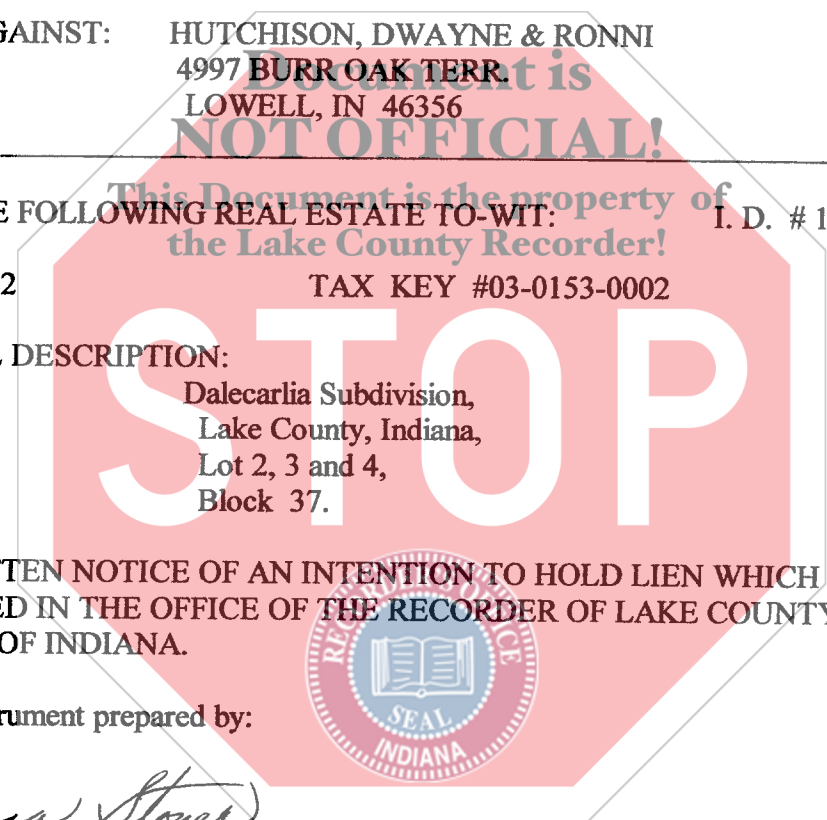 GAINST: HUTCHISON, DWAYNE & RONNI
4997 BURR OAK TERR.
Document is
LOWELL, IN 46356
NOT OFFICIAL!
This Document is the property of
E FOLLOWING REAL ESTATE TO-WIT: I. D. # 1
the Lake County Recorder!
2 TAX KEY #03-0153-0002
STOP
DESCRIPTION:
Dalecarlia Subdivision,
Lake County, Indiana,
Lot 2, 3 and 4,
Block 37.
TEN NOTICE OF AN INTENTION TO HOLD LIEN WHICH
ED IN THE OFFICE OF THE RECORDER OF LAKE COUNTY
OF INDIANA.
RECORDER'S OFFICE
SEAL
INDIANA
rument prepared by: